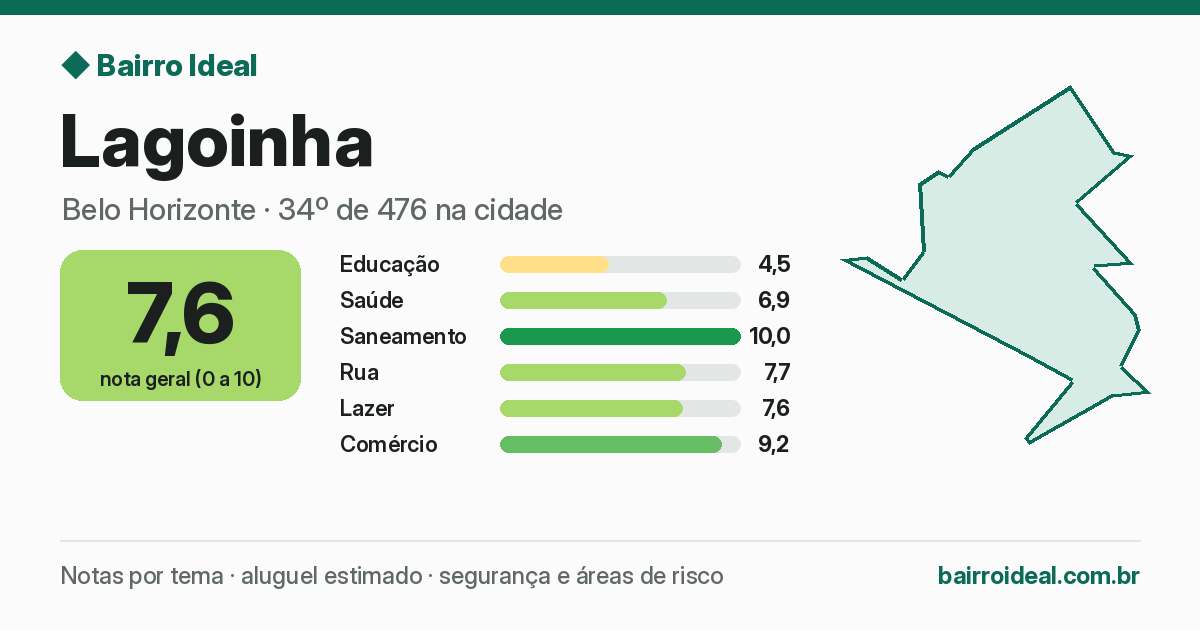 Bairro Ideal
Lagoinha
Belo Horizonte · 34º de 476 na cidade
7,6
nota geral (0 a 10)
Educação 4,5
Saúde 6,9
Saneamento 10,0
Rua 7,7
Lazer 7,6
Comércio 9,2
Notas por tema · aluguel estimado · segurança e áreas de risco
bairroideal.com.br